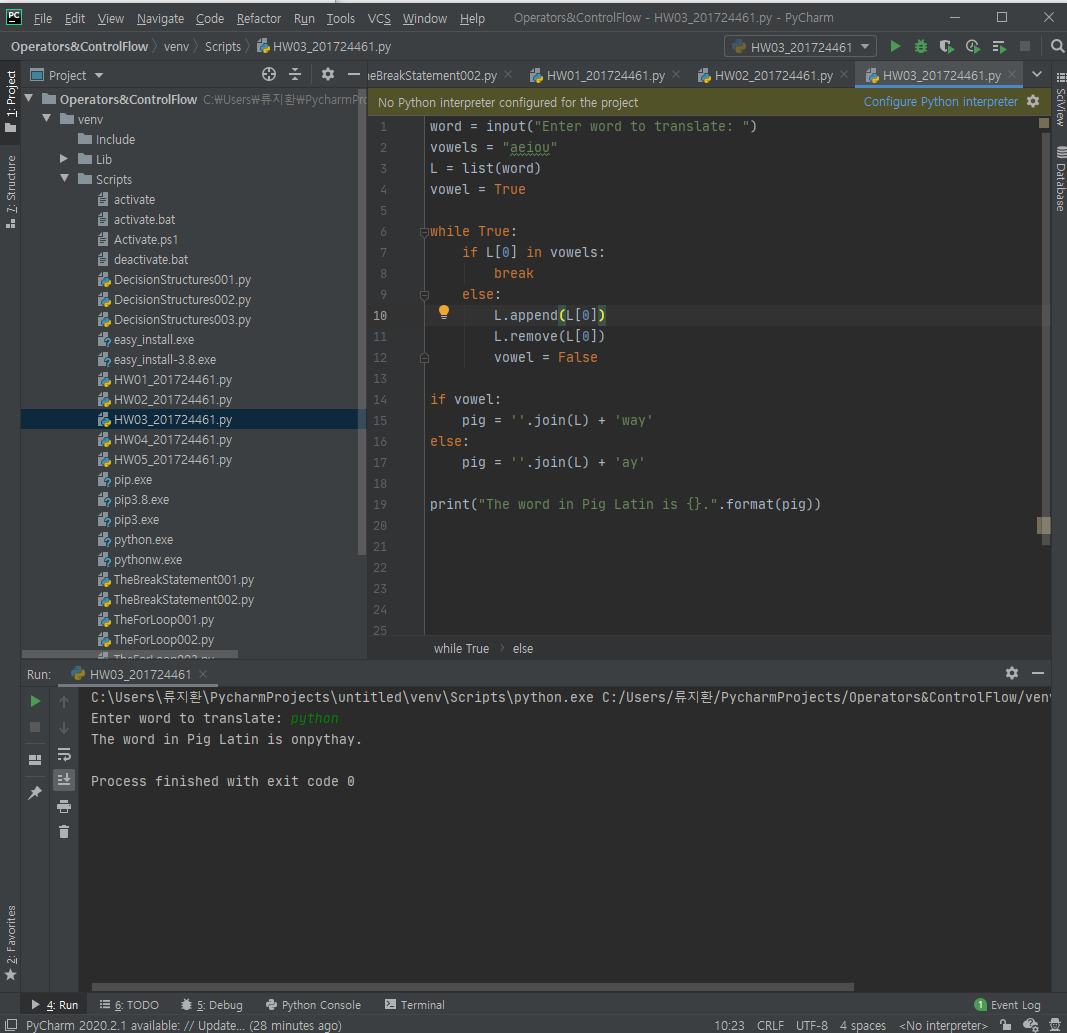 File Edit View Navigate Code Refactor Run Tools VCS Window Help Operators&ControlFlow - HW03_201724461.py - PyCharm
Operators&ControlFlow venv Scripts HW03_201724461.py HW03_201724461
1: Project
7: Structure
2: Favorites
SciView
Database
Project
Operators&ControlFlow C:\Users\류지환\PycharmPro
venv
Include
Lib
Scripts
activate
activate.bat
Activate.ps1
deactivate.bat
DecisionStructures001.py
DecisionStructures002.py
DecisionStructures003.py
easy_install.exe
easy_install-3.8.exe
HW01_201724461.py
HW02_201724461.py
HW03_201724461.py
HW04_201724461.py
HW05_201724461.py
pip.exe
pip3.8.exe
pip3.exe
python.exe
pythonw.exe
TheBreakStatement001.py
TheBreakStatement002.py
TheForLoop001.py
TheForLoop002.py
TheForLoop003.py
eBreakStatement002.py HW01_201724461.py HW02_201724461.py HW03_201724461.py
No Python interpreter configured for the project Configure Python interpreter
1 word = input("Enter word to translate: ")
2 vowels = "aeiou"
3 L = list(word)
4 vowel = True
5
6 while True:
7 if L[0] in vowels:
8 break
9 else:
10 L.append(L[0])
11 L.remove(L[0])
12 vowel = False
13
14 if vowel:
15 pig = ''.join(L) + 'way'
16 else:
17 pig = ''.join(L) + 'ay'
18
19 print("The word in Pig Latin is {}.".format(pig))
20
21
22
23
24
25
while True else
Run: HW03_201724461
C:\Users\류지환\PycharmProjects\untitled\venv\Scripts\python.exe C:/Users/류지환/PycharmProjects/Operators&ControlFlow/venv
Enter word to translate: python
The word in Pig Latin is onpythay.
Process finished with exit code 0
4: Run 6: TODO 5: Debug Python Console Terminal 1 Event Log
PyCharm 2020.2.1 available: // Update... (28 minutes ago) 10:23 CRLF UTF-8 4 spaces <No interpreter>